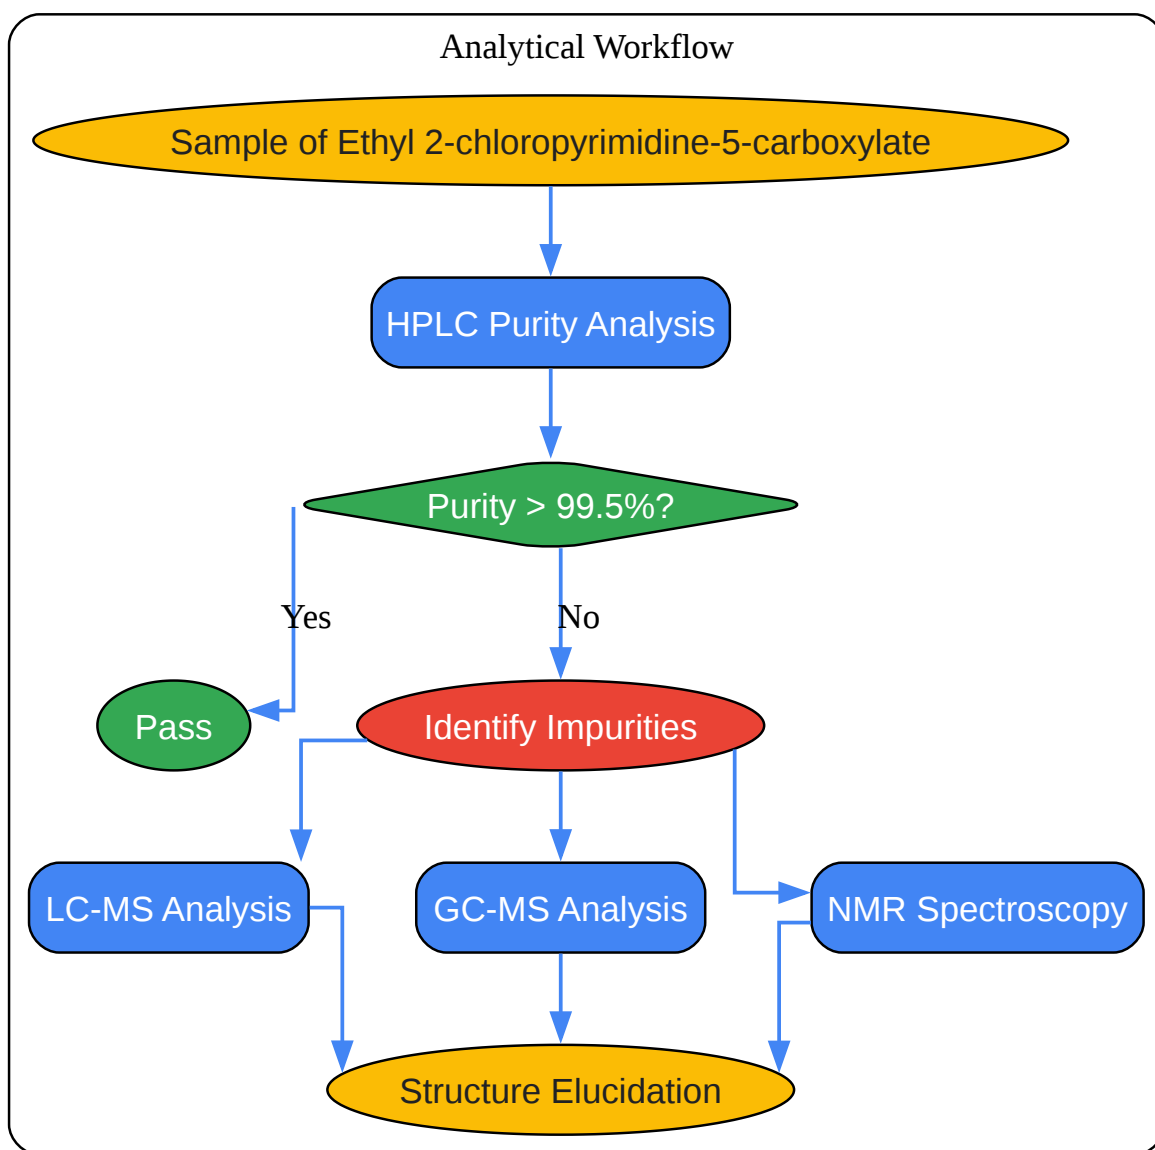 Analytical Workflow
Sample of Ethyl 2-chloropyrimidine-5-carboxylate
HPLC Purity Analysis
Purity > 99.5%?
Yes
No
Pass
Identify Impurities
LC-MS Analysis
GC-MS Analysis
NMR Spectroscopy
Structure Elucidation